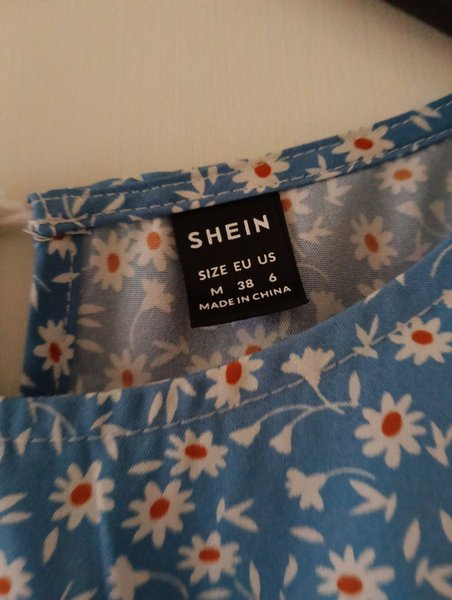 SHEIN
SIZE EU US
M 38 6
MADE IN CHINA